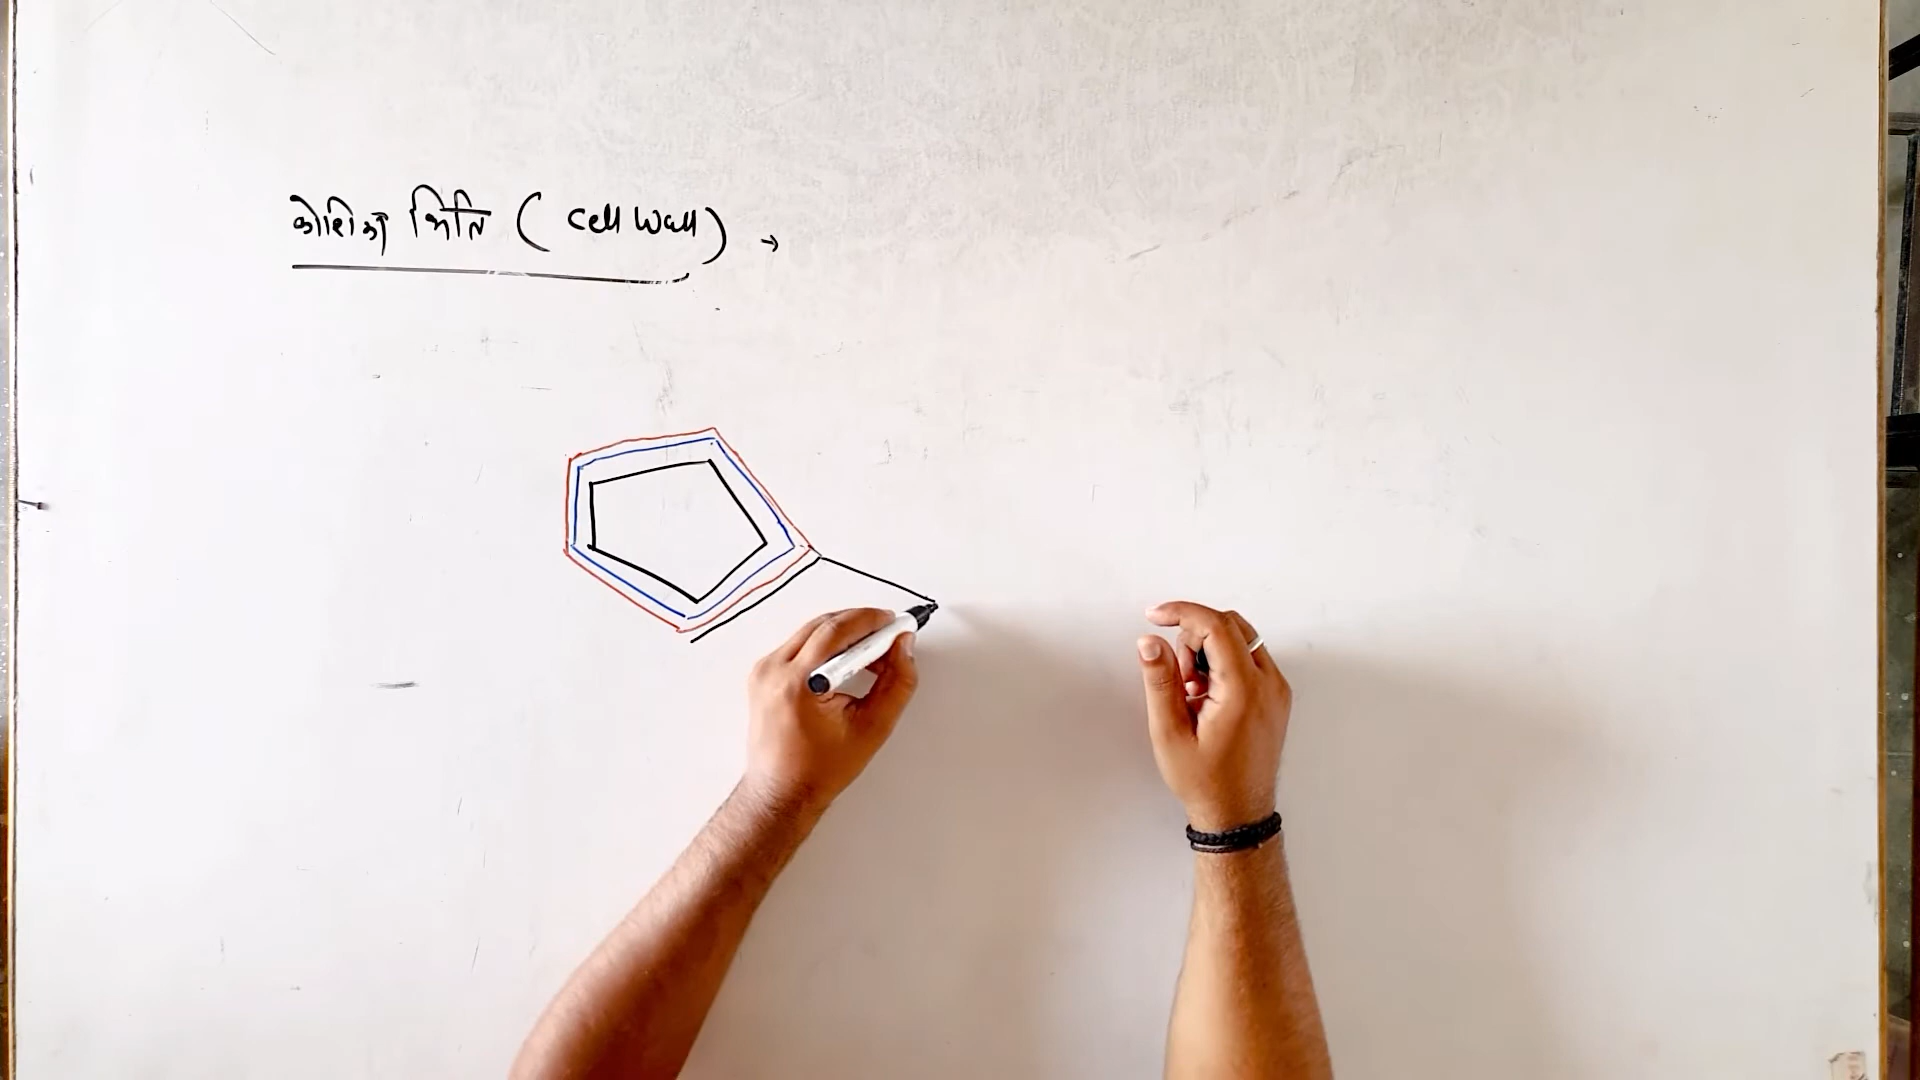 कोशिका भित्ति ( cell wall ) →